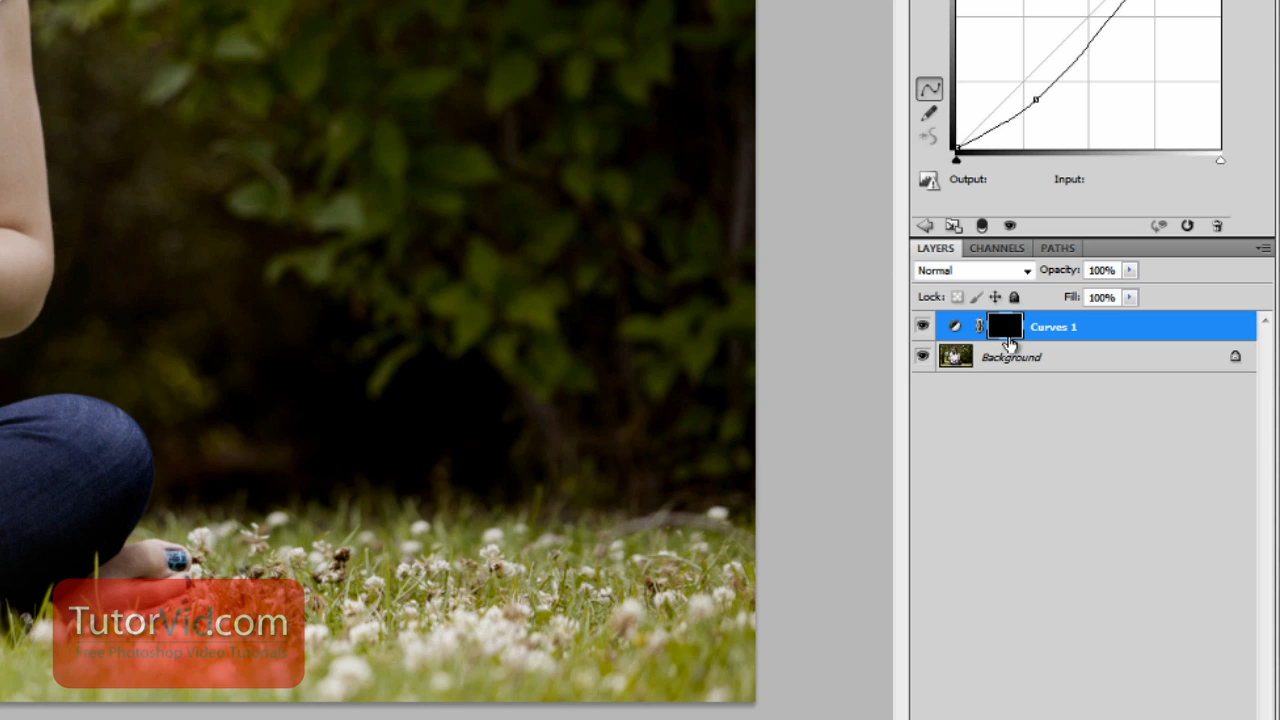 Output:
Input:
LAYERS
CHANNELS
PATHS
Normal
Opacity:
100%
Lock:
Fill:
100%
Curves 1
Background
TutorVid.com
Free Photoshop Video Tutorials